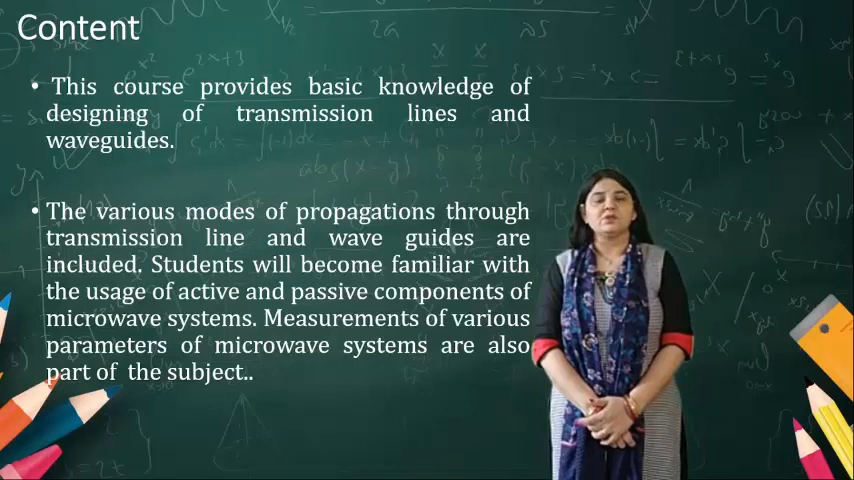 Content
• This course provides basic knowledge of
designing of transmission lines and
waveguides.
• The various modes of propagations through
transmission line and wave guides are
included. Students will become familiar with
the usage of active and passive components of
microwave systems. Measurements of various
parameters of microwave systems are also
part of the subject..